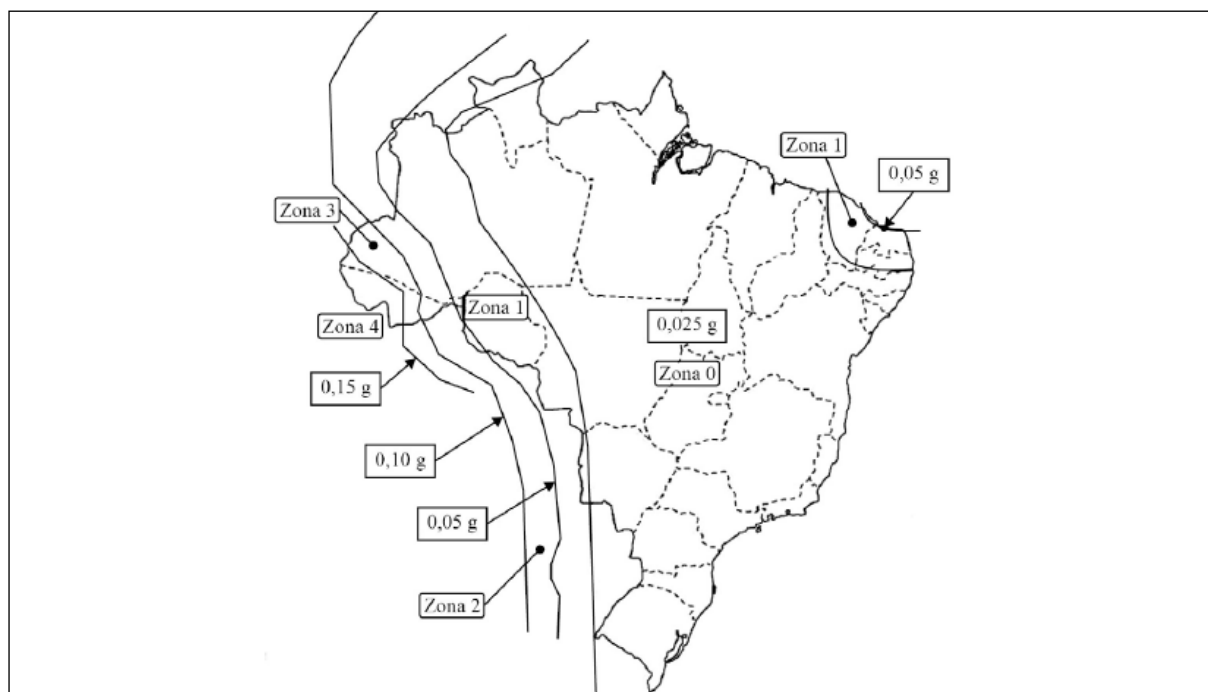 Zona 1
0,05 g
Zona 3
Zona 1
0,025 g
Zona 4
Zona 0
0,15 g
0,10 g
0,05 g
Zona 2